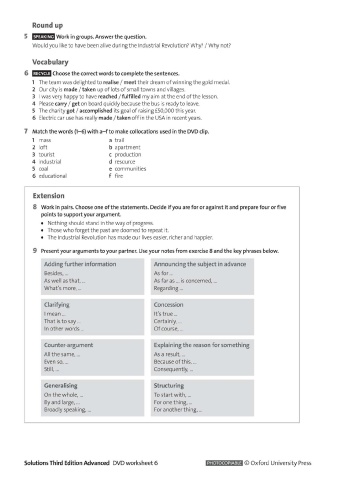 Round up
5 SPEAKING Work in groups. Answer the question.
Would you like to have been alive during the Industrial Revolution? Why? / Why not?
Vocabulary
6 RECYCLE Choose the correct words to complete the sentences.
1 The team was delighted to realise / meet their dream of winning the gold medal.
2 Our city is made / taken up of lots of small towns and villages.
3 I was very happy to have reached / fulfilled my aim at the end of the lesson.
4 Please carry / get on board quickly because the bus is ready to leave.
5 The charity got / accomplished its goal of raising £50,000 this year.
6 Electric car use has really made / taken off in the USA in recent years.
7 Match the words (1–6) with a–f to make collocations used in the DVD clip.
1 mass a trail
2 loft b apartment
3 tourist c production
4 industrial d resource
5 coal e communities
6 educational f fire
Extension
8 Work in pairs. Choose one of the statements. Decide if you are for or against it and prepare four or five
points to support your argument.
• Nothing should stand in the way of progress.
• Those who forget the past are doomed to repeat it.
• The Industrial Revolution has made our lives easier, richer and happier.
9 Present your arguments to your partner. Use your notes from exercise 8 and the key phrases below.
Adding further information
Besides, …
As well as that, …
What's more, …
Announcing the subject in advance
As for …
As far as … is concerned, …
Regarding …
Clarifying
I mean …
That is to say …
In other words …
Concession
It's true …
Certainly, …
Of course, …
Counter-argument
All the same, …
Even so, …
Still, …
Explaining the reason for something
As a result, …
Because of this, …
Consequently, …
Generalising
On the whole, …
By and large, …
Broadly speaking, …
Structuring
To start with, …
For one thing, …
For another thing, …
Solutions Third Edition Advanced DVD worksheet 6
PHOTOCOPIABLE © Oxford University Press